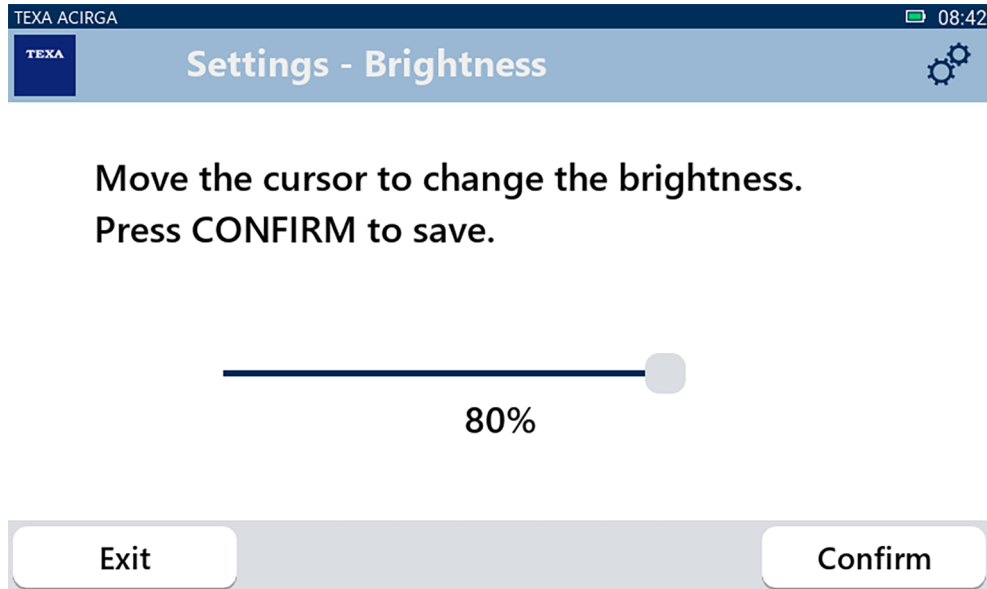 TEXA ACIRGA 08:42
TEXA Settings - Brightness
Move the cursor to change the brightness.
Press CONFIRM to save.
80%
Exit Confirm